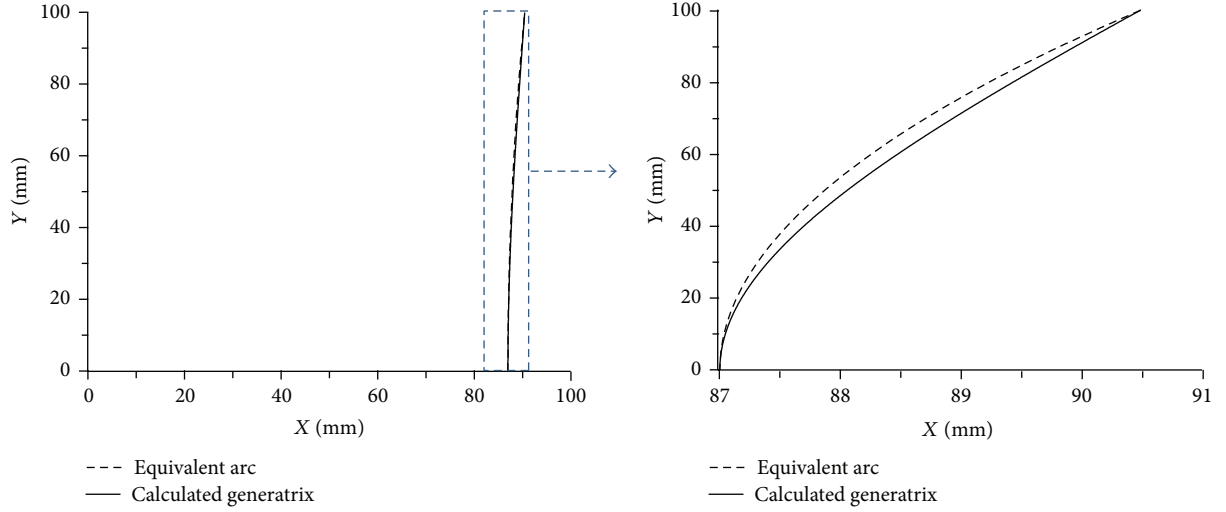 100
80
60
40
20
0
Y (mm)
0 20 40 60 80 100
X (mm)
Equivalent arc
Calculated generatrix
100
80
60
40
20
0
Y (mm)
87 88 89 90 91
X (mm)
Equivalent arc
Calculated generatrix